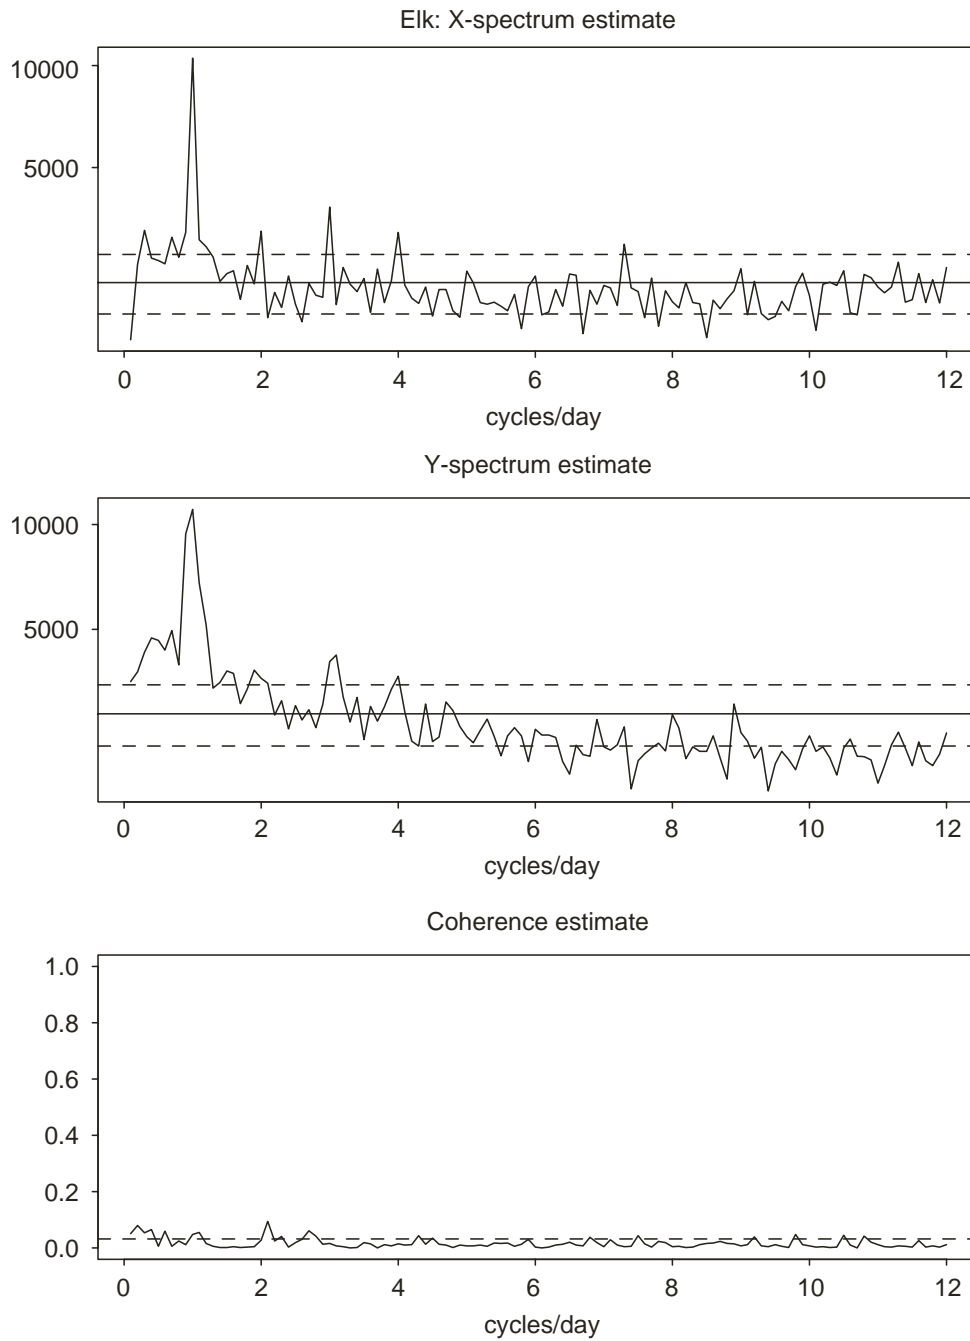 Elk: X-spectrum estimate
10000
5000
0 2 4 6 8 10 12
cycles/day
Y-spectrum estimate
10000
5000
0 2 4 6 8 10 12
cycles/day
Coherence estimate
1.0
0.8
0.6
0.4
0.2
0.0
0 2 4 6 8 10 12
cycles/day